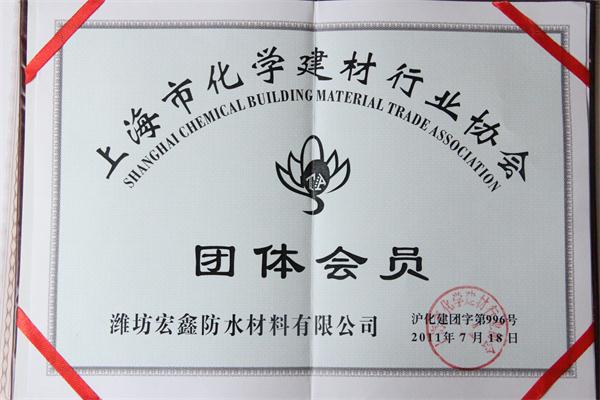 上海市化学建材行业协会
SHANGHAI CHEMICAL BUILDING MATERIAL TRADE ASSOCIATION
团体会员
潍坊宏鑫防水材料有限公司
沪化建团字第996号
2011年7月18日